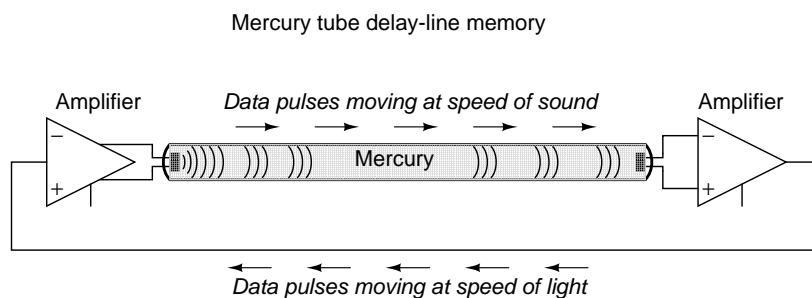 Mercury tube delay-line memory
Amplifier
Data pulses moving at speed of sound
Amplifier
Mercury
Data pulses moving at speed of light